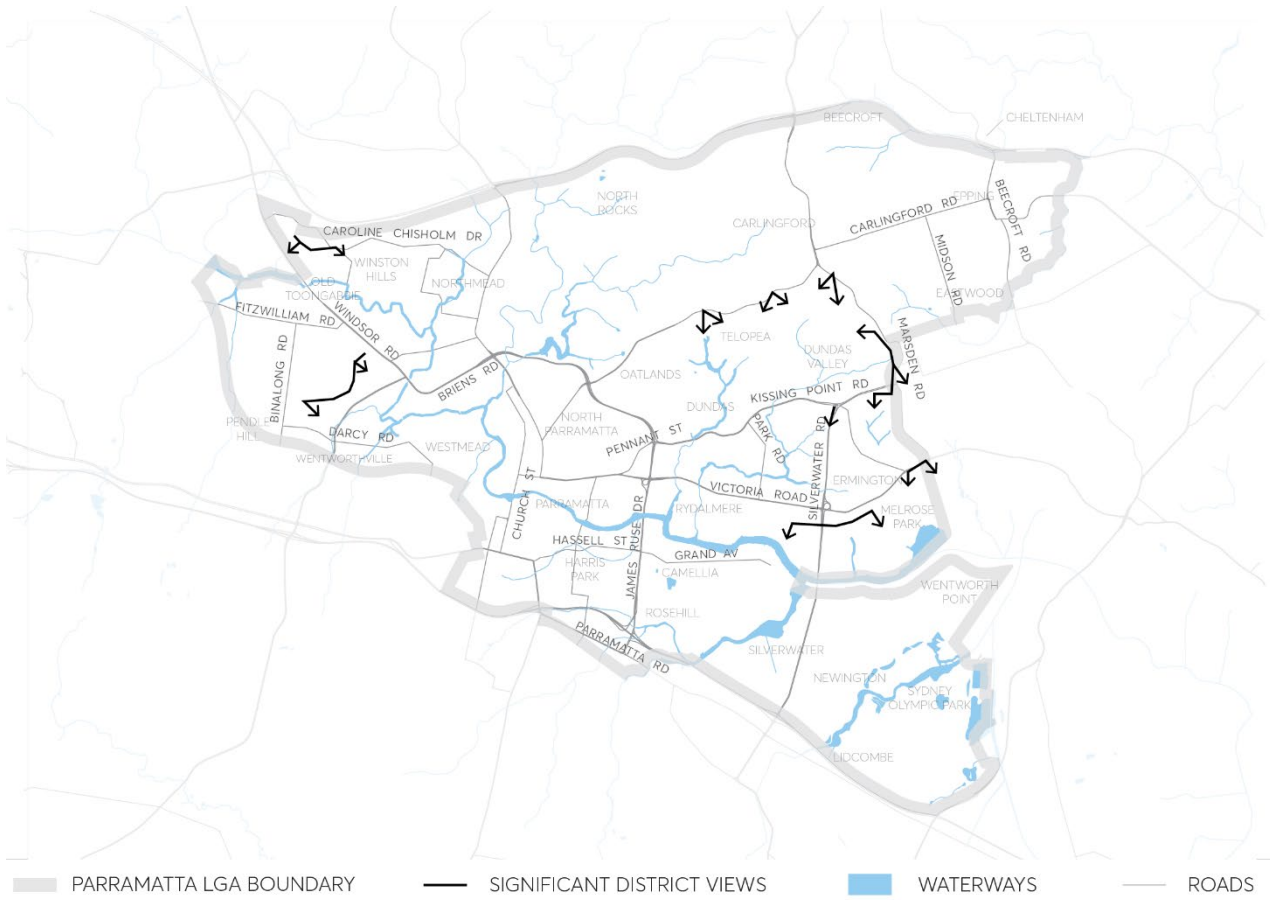 BEECROFT
CHELTENHAM
NORTH
ROCKS
EPPING
BEECROFT RD
CARLINGFORD
CARLINGFORD RD
CAROLINE CHISHOLM DR
MIDSON RD
WINSTON
HILLS
OLD
TOONGABBIE
NORTHMEAD
EASTWOOD
FITZWILLIAM RD
WINDSOR RD
TELOPEA
MARSDEN RD
DUNDAS
VALLEY
BINALONG RD
BRIENS RD
OATLANDS
KISSING POINT RD
DUNDAS
PENDLE
HILL
NORTH
PARRAMATTA
PENNANT ST
PARK RD
SILVERWATER RD
DARCY RD
WESTMEAD
WENTWORTHVILLE
ERMINGTON
VICTORIA ROAD
CHURCH ST
PARRAMATTA
JAMES RUSE DR
RYDALMERE
MELROSE
PARK
HASSELL ST
GRAND AV
HARRIS
PARK
CAMELLIA
WENTWORTH
POINT
ROSEHILL
PARRAMATTA RD
SILVERWATER
NEWINGTON
SYDNEY
OLYMPIC PARK
LIDCOMBE
PARRAMATTA LGA BOUNDARY
SIGNIFICANT DISTRICT VIEWS
WATERWAYS
ROADS